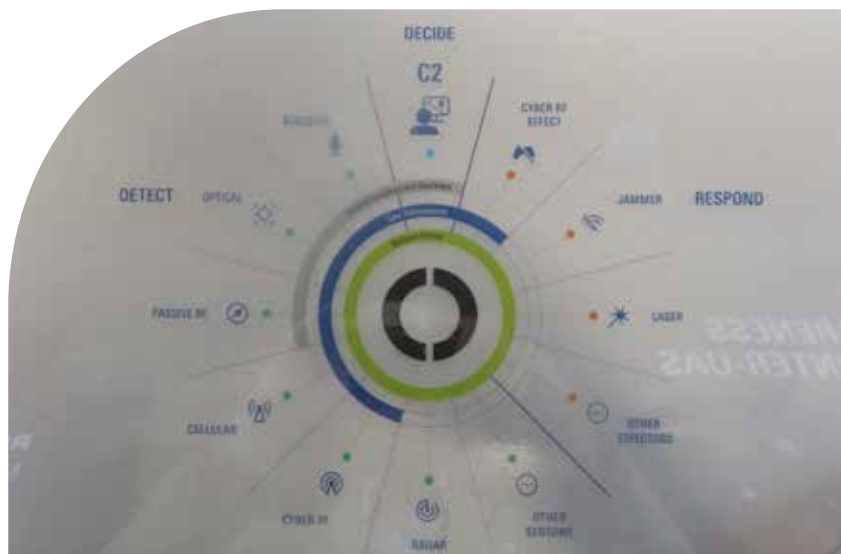 DECIDE
C2
CYBER RF
EFFECT
DETECT
OPTICAL
JAMMER
RESPOND
PASSIVE RF
LASER
CELLULAR
OTHER
EFFECTORS
CYBER RF
OTHER
SENSORS
RADAR